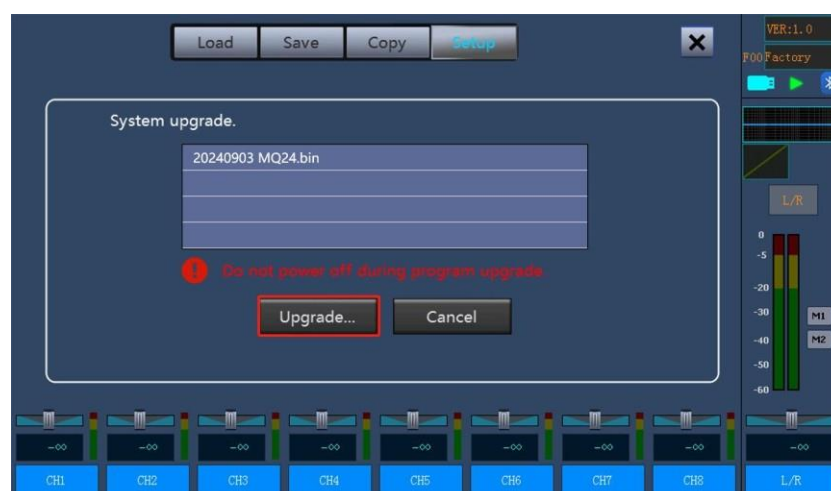 Load Save Copy Setup
VER:1.0
F00Factory
System upgrade.
20240903 MQ24.bin
Do not power off during program upgrade.
Upgrade... Cancel
L/R
0
-5
-20
-30 M1
-40 M2
-50
-60
-∞ -∞ -∞ -∞ -∞ -∞ -∞ -∞ -∞
CH1 CH2 CH3 CH4 CH5 CH6 CH7 CH8 L/R